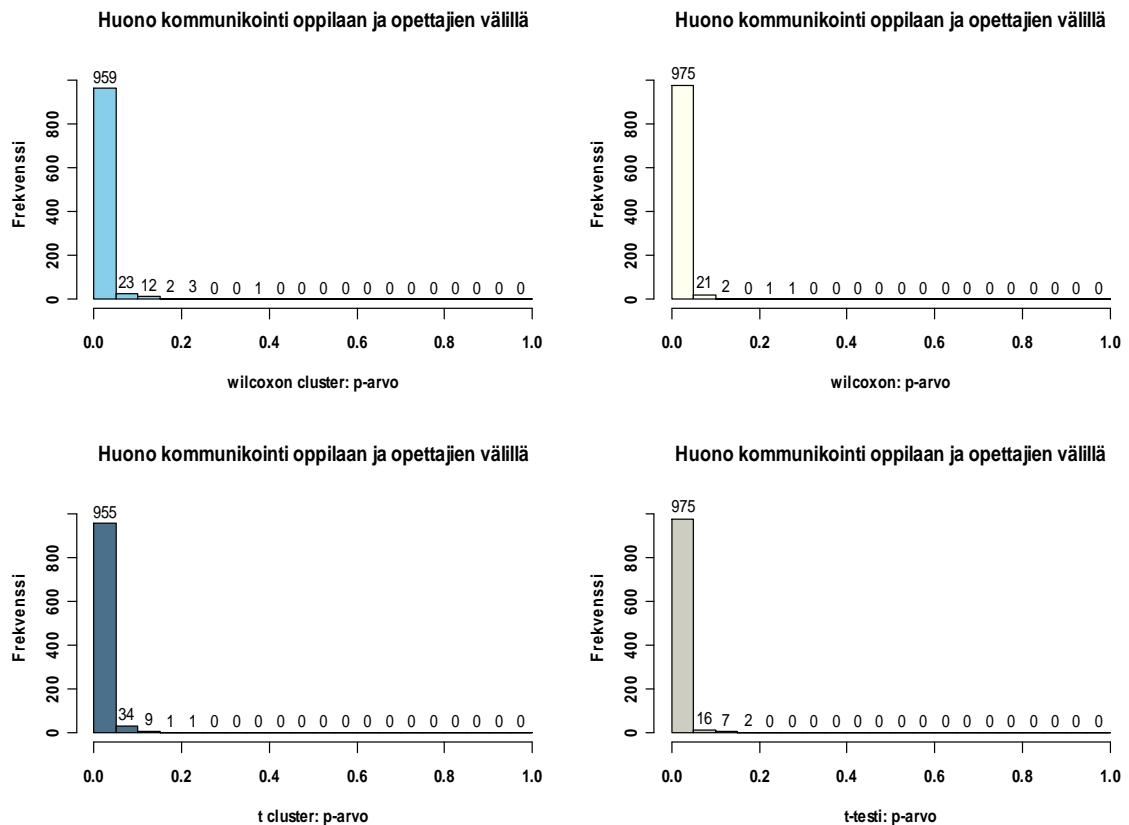 Huono kommunikointi oppilaan ja opettajien välillä
959
23 12 2 3 0 0 1 0 0 0 0 0 0 0 0 0 0 0 0
Frekvenssi
0 200 400 600 800
0.0 0.2 0.4 0.6 0.8 1.0
wilcoxon cluster: p-arvo
Huono kommunikointi oppilaan ja opettajien välillä
975
21 2 0 1 1 0 0 0 0 0 0 0 0 0 0 0 0 0 0
Frekvenssi
0 200 400 600 800
0.0 0.2 0.4 0.6 0.8 1.0
wilcoxon: p-arvo
Huono kommunikointi oppilaan ja opettajien välillä
955
34 9 1 1 0 0 0 0 0 0 0 0 0 0 0 0 0 0 0
Frekvenssi
0 200 400 600 800
0.0 0.2 0.4 0.6 0.8 1.0
t cluster: p-arvo
Huono kommunikointi oppilaan ja opettajien välillä
975
16 7 2 0 0 0 0 0 0 0 0 0 0 0 0 0 0 0 0
Frekvenssi
0 200 400 600 800
0.0 0.2 0.4 0.6 0.8 1.0
t-testi: p-arvo